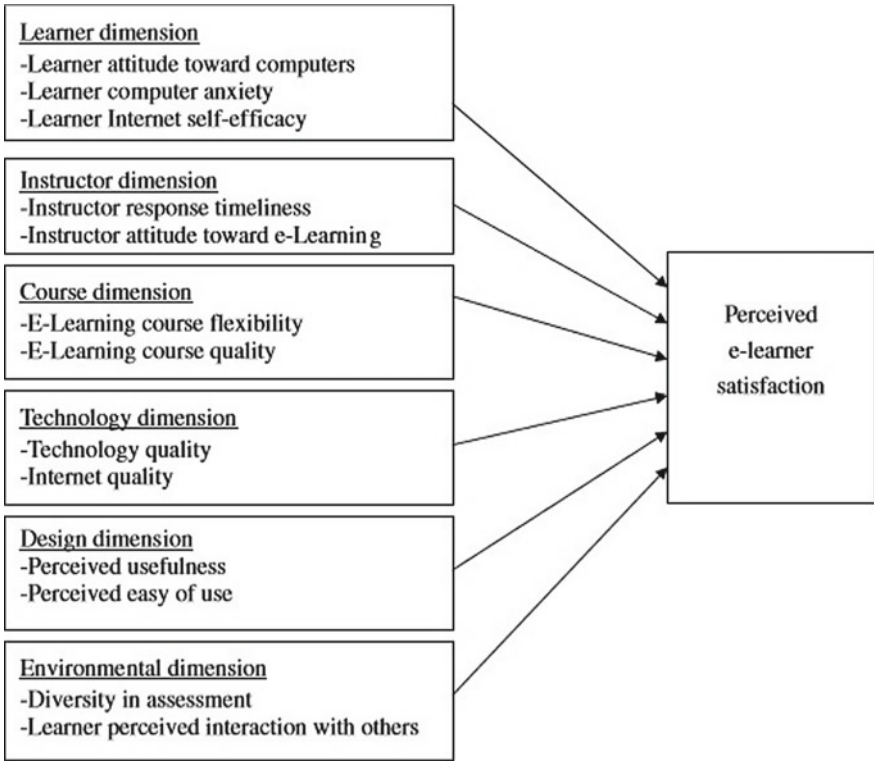 Learner dimension
-Learner attitude toward computers
-Learner computer anxiety
-Learner Internet self-efficacy
Instructor dimension
-Instructor response timeliness
-Instructor attitude toward e-Learning
Course dimension
-E-Learning course flexibility
-E-Learning course quality
Technology dimension
-Technology quality
-Internet quality
Design dimension
-Perceived usefulness
-Perceived easy of use
Environmental dimension
-Diversity in assessment
-Learner perceived interaction with others
Perceived
e-learner
satisfaction